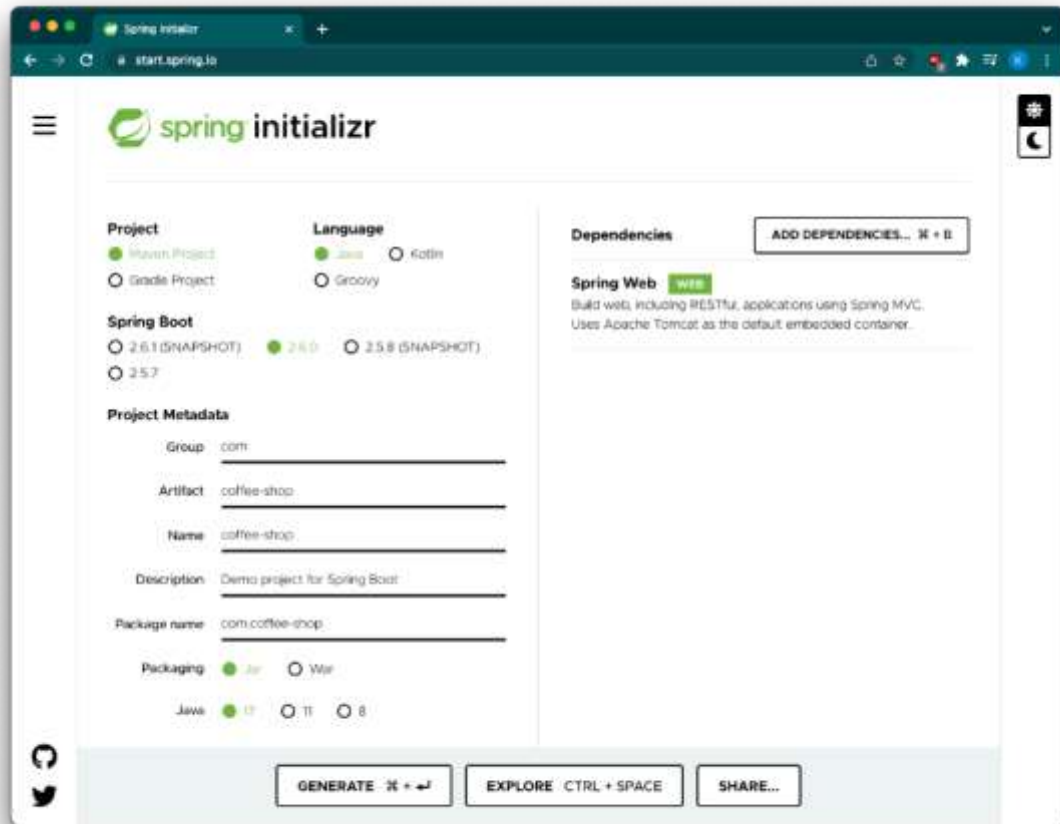 Spring Initializr
start.spring.io
spring initializr
Project
Maven Project
Gradle Project
Language
Java Kotlin
Groovy
Spring Boot
2.6.1 (SNAPSHOT) 2.6.0 2.5.8 (SNAPSHOT)
2.5.7
Project Metadata
Group com
Artifact coffee-shop
Name coffee-shop
Description Demo project for Spring Boot
Package name com.coffee-shop
Packaging Jar War
Java 17 11 8
Dependencies ADD DEPENDENCIES... ⌘ + B
Spring Web WEB
Build web, including RESTful, applications using Spring MVC.
Uses Apache Tomcat as the default embedded container.
GENERATE ⌘ + ↵ EXPLORE CTRL + SPACE SHARE...